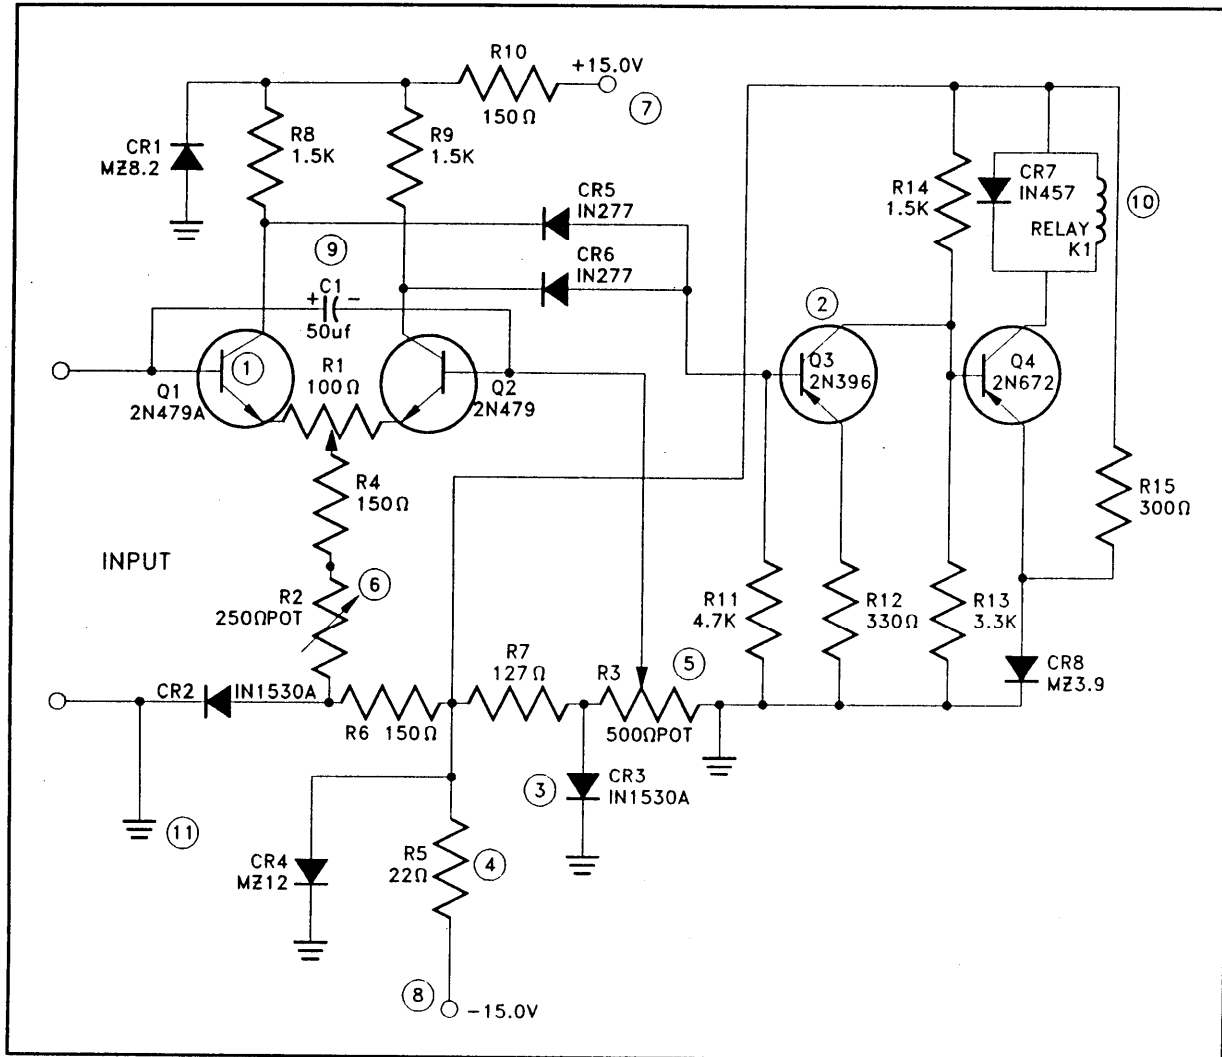 R10
+15.0V
150Ω
7
CR1
MZ8.2
R8
1.5K
R9
1.5K
CR5
IN277
CR6
IN277
9
C1
+
-
50uf
R14
1.5K
CR7
IN457
RELAY
K1
10
2
1
Q1
2N479A
R1
100Ω
Q2
2N479
Q3
2N396
Q4
2N672
R4
150Ω
R15
300Ω
INPUT
R2
250ΩPOT
6
R11
4.7K
R12
330Ω
R13
3.3K
CR2
IN1530A
R6 150Ω
R7
127Ω
R3
500ΩPOT
5
CR8
MZ3.9
3
CR3
IN1530A
11
CR4
MZ12
R5
22Ω
4
8
-15.0V